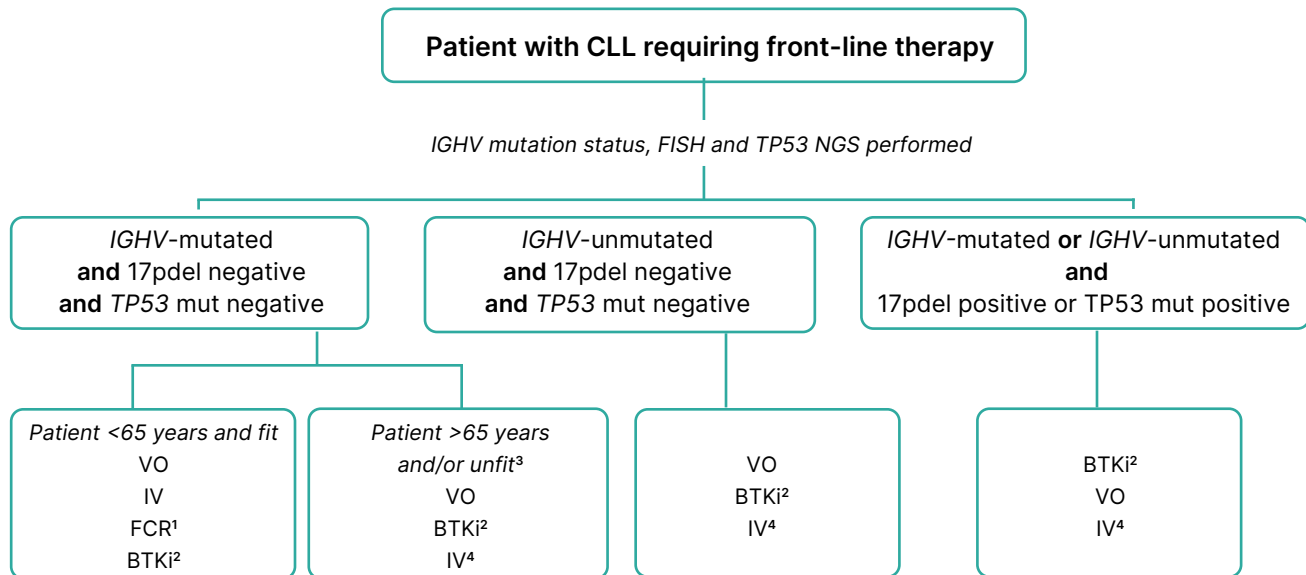 Patient with CLL requiring front-line therapy
IGHV mutation status, FISH and TP53 NGS performed
IGHV-mutated
and 17pdel negative
and TP53 mut negative
IGHV-unmutated
and 17pdel negative
and TP53 mut negative
IGHV-mutated or IGHV-unmutated
and
17pdel positive or TP53 mut positive
Patient <65 years and fit
VO
IV
FCR¹
BTKi²
Patient >65 years
and/or unfit³
VO
BTKi²
IV⁴
VO
BTKi²
IV⁴
BTKi²
VO
IV⁴